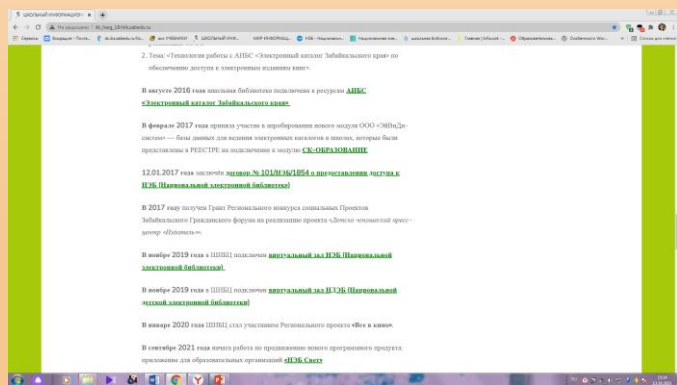 5 ШКОЛЬНЫЙ ИНФОРМАЦИОН
Не защищено
2. Тема: «Технология работы с АИБС «Электронный каталог Забайкальского края» по
обеспечению доступа к электронным изданиям книг».
В августе 2016 года школьная библиотека подключена к ресурсам АИБС
«Электронный каталог Забайкальского края»
В феврале 2017 года приняла участие в апробировании нового модуля ООО
систем» — базы данных для ведения электронных каталогов в школах, которые были
представлены в РЕЕСТРЕ на подключение к модулю СК-ОБРАЗОВАНИЕ
12.01.2017 года заключён договор № 101/НЭБ/1854 о предоставлении доступа к
НЭБ (Национальной электронной библиотеке)
В 2017 году получен Грант Регионального конкурса социальных Проектов
Забайкальского Гражданского форума на реализацию проекта «Детско-юношеский пресс-
центр «Издатель».
В ноябре 2019 года в ШИБЦ подключен виртуальный зал НЭБ (Национальной
электронной библиотеки)
В ноябре 2019 года в ШИБЦ подключен виртуальный зал НДЭБ (Национальной
детской электронной библиотеки)
В январе 2020 года ШИБЦ стал участником Регионального проекта «Все в кино».
В сентябре 2021 года начата работа по продвижению нового программного продукта:
приложение для образовательных организаций «НЭБ Свет»